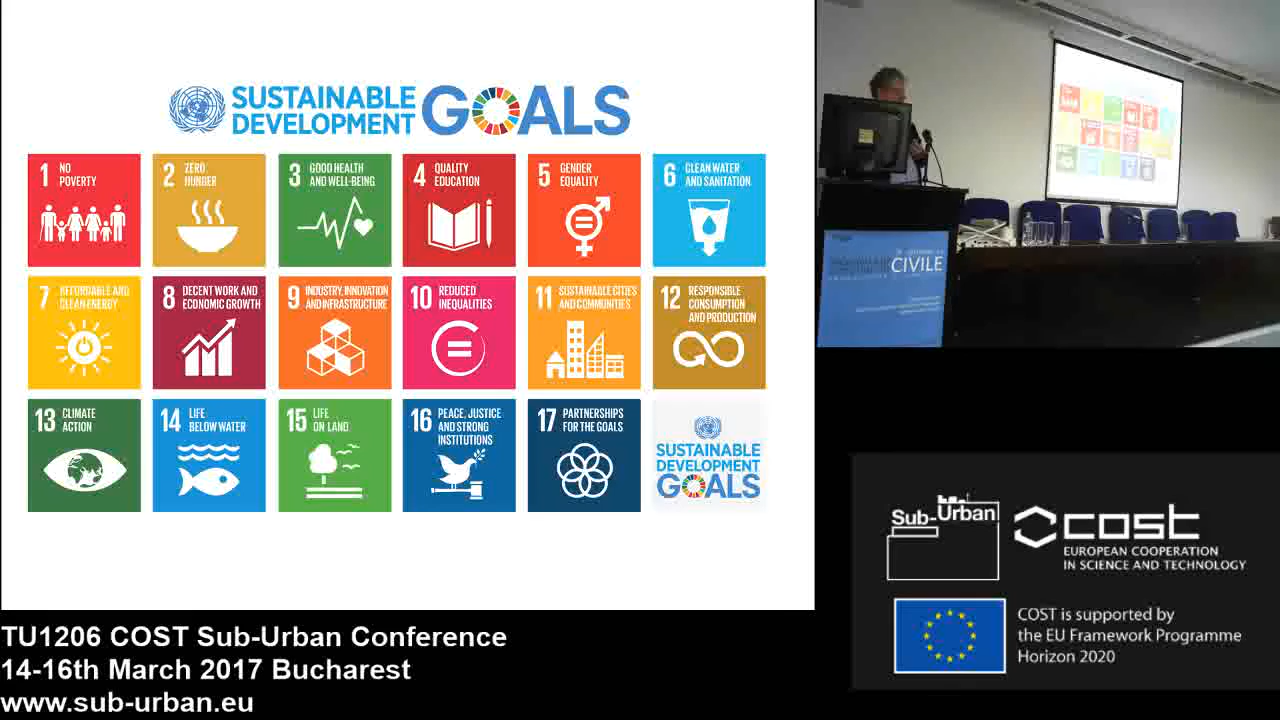 SUSTAINABLE
DEVELOPMENT
GOALS
1 NO
POVERTY
2 ZERO
HUNGER
3 GOOD HEALTH
AND WELL-BEING
4 QUALITY
EDUCATION
5 GENDER
EQUALITY
6 CLEAN WATER
AND SANITATION
7 AFFORDABLE AND
CLEAN ENERGY
8 DECENT WORK AND
ECONOMIC GROWTH
9 INDUSTRY, INNOVATION
AND INFRASTRUCTURE
10 REDUCED
INEQUALITIES
11 SUSTAINABLE CITIES
AND COMMUNITIES
12 RESPONSIBLE
CONSUMPTION
AND PRODUCTION
13 CLIMATE
ACTION
14 LIFE
BELOW WATER
15 LIFE
ON LAND
16 PEACE, JUSTICE
AND STRONG
INSTITUTIONS
17 PARTNERSHIPS
FOR THE GOALS
SUSTAINABLE
DEVELOPMENT
GOALS
CIVILE
Sub-Urban
cost
EUROPEAN COOPERATION
IN SCIENCE AND TECHNOLOGY
COST is supported by
the EU Framework Programme
Horizon 2020
TU1206 COST Sub-Urban Conference
14-16th March 2017 Bucharest
www.sub-urban.eu